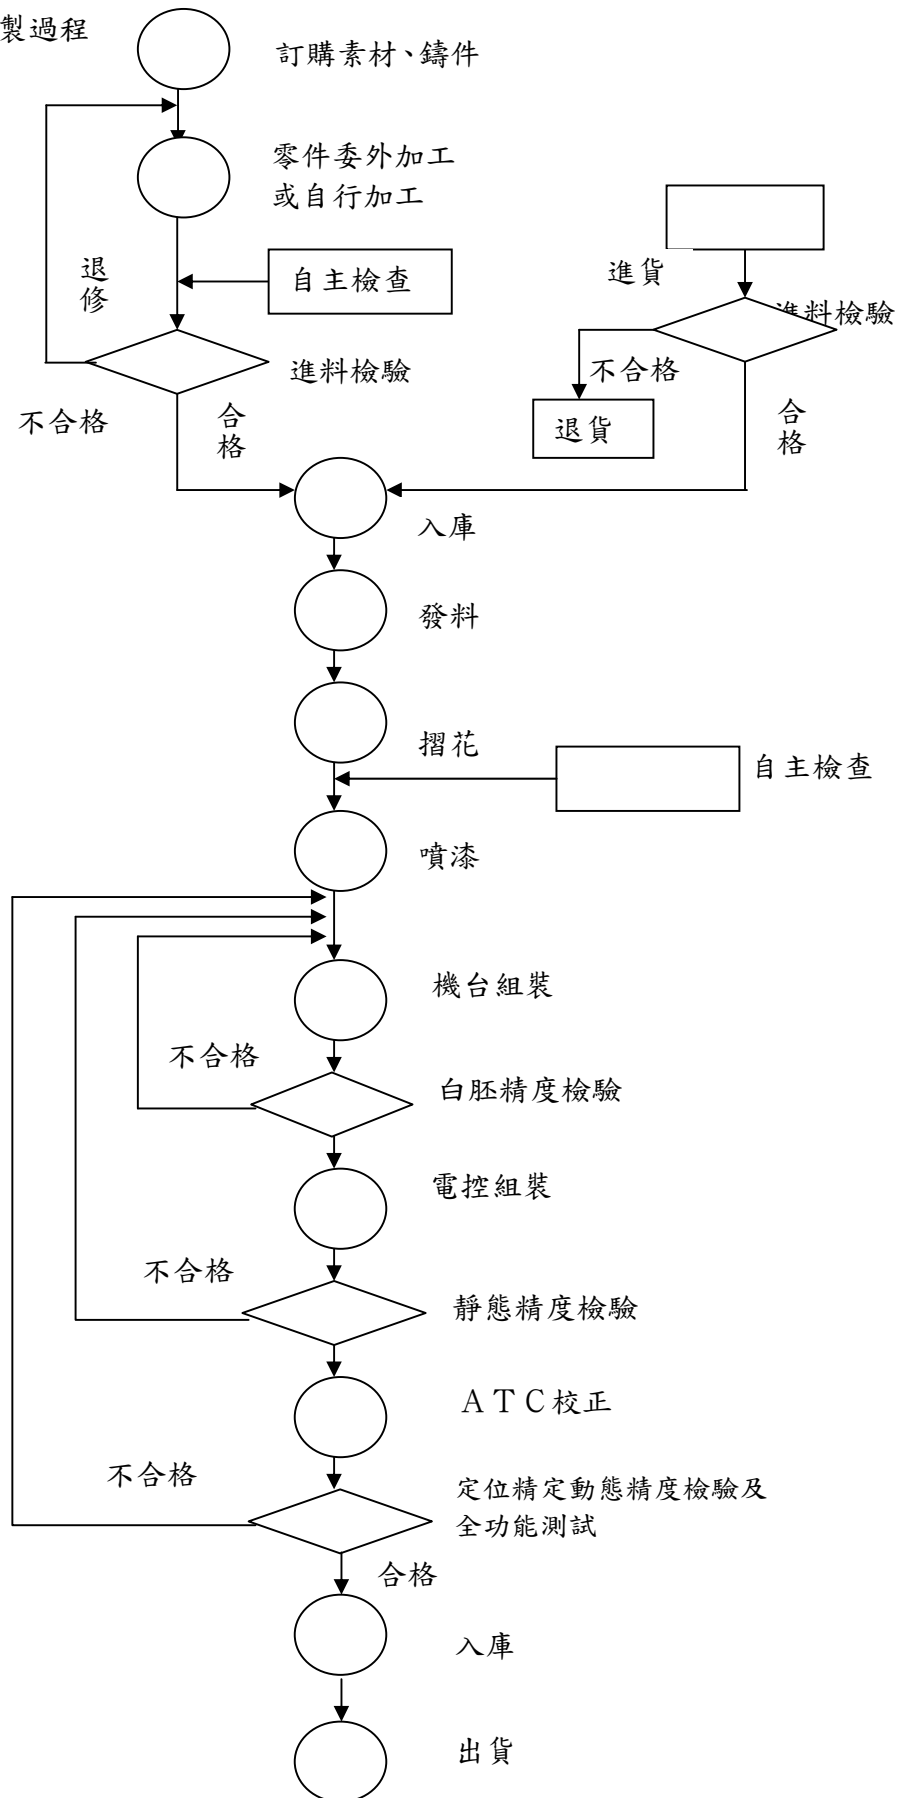 製過程
訂購素材、鑄件
零件委外加工
或自行加工
自主檢查
退
修
進料檢驗
不合格
合
格
進貨
進料檢驗
不合格
退貨
合
格
入庫
發料
摺花
自主檢查
噴漆
機台組裝
不合格
白胚精度檢驗
電控組裝
不合格
靜態精度檢驗
ＡＴＣ校正
不合格
定位精定動態精度檢驗及
全功能測試
合格
入庫
出貨